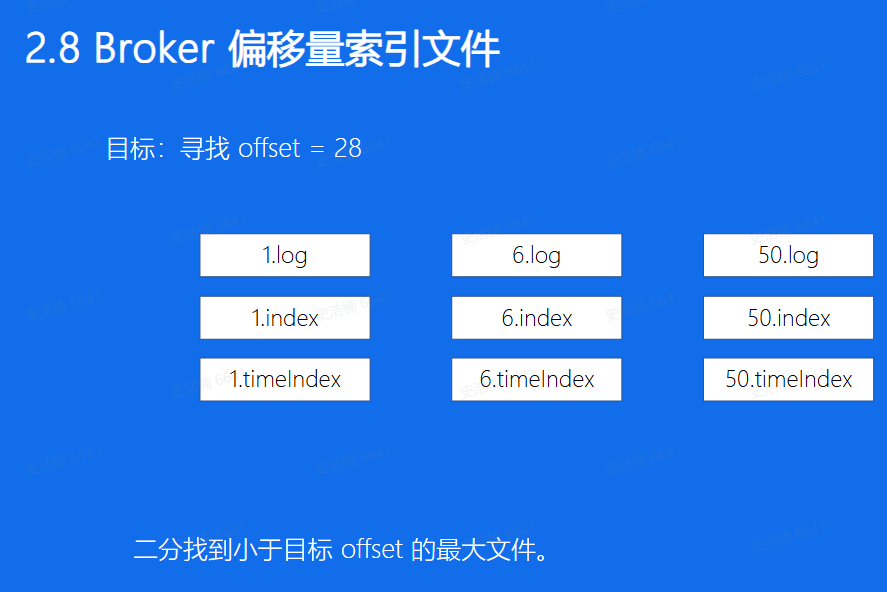 2.8 Broker 偏移量索引文件
目标：寻找 offset = 28
1.log 6.log 50.log
1.index 6.index 50.index
1.timeIndex 6.timeIndex 50.timeIndex
二分找到小于目标 offset 的最大文件。